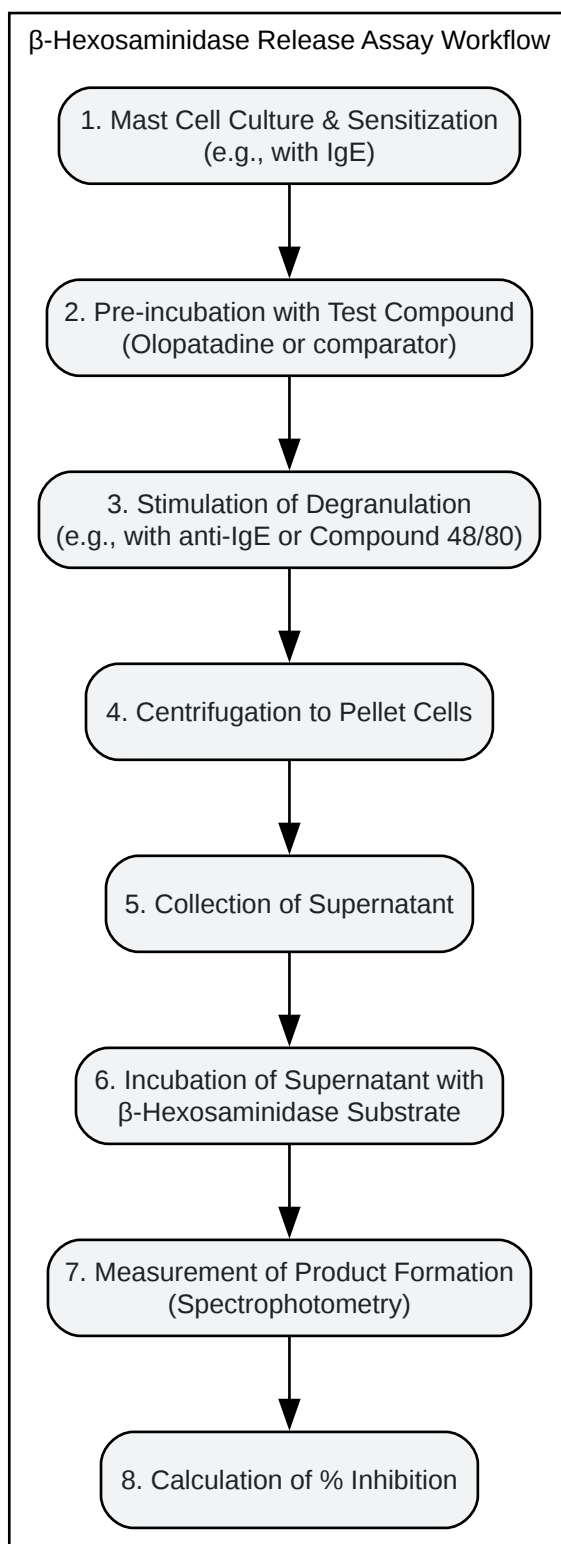 β-Hexosaminidase Release Assay Workflow
1. Mast Cell Culture & Sensitization
(e.g., with IgE)
2. Pre-incubation with Test Compound
(Olopatadine or comparator)
3. Stimulation of Degranulation
(e.g., with anti-IgE or Compound 48/80)
4. Centrifugation to Pellet Cells
5. Collection of Supernatant
6. Incubation of Supernatant with
β-Hexosaminidase Substrate
7. Measurement of Product Formation
(Spectrophotometry)
8. Calculation of % Inhibition